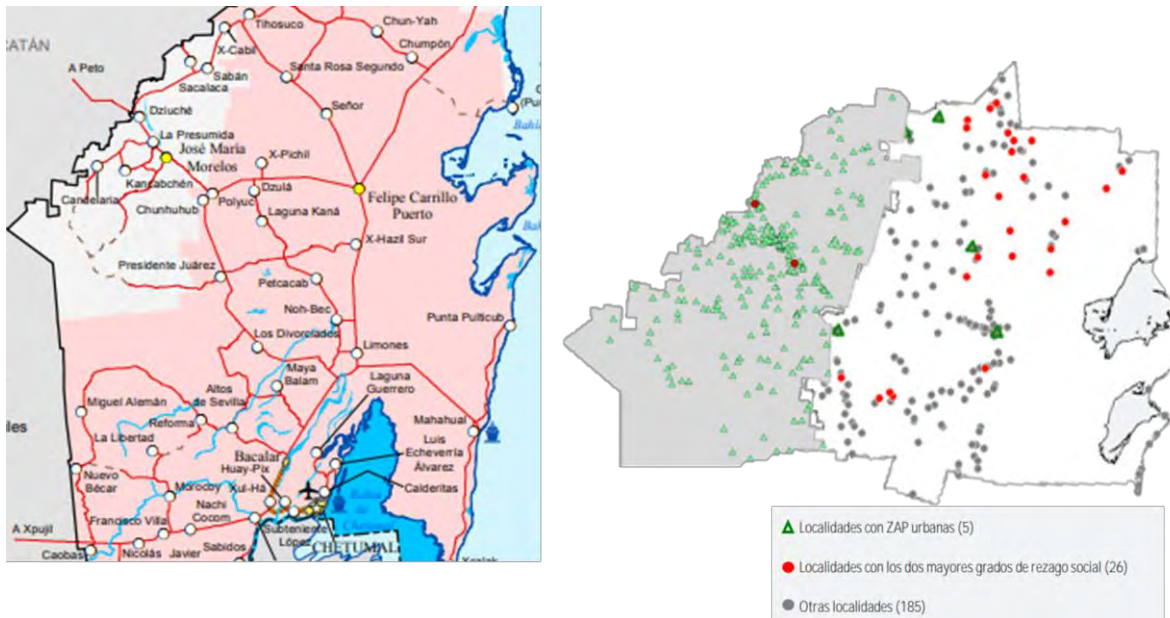 CATÁN
Tihosuco
Chun-Yah
X-Cabil
Chumpón
A Peto
Sabán
Santa Rosa Segundo
Sacalaca
Dziuché
Señor
La Presumida
José María
Morelos
X-Pichil
Kancabchén
Dzulá
Candelaria
Polyuc
Felipe Carrillo
Puerto
Chunhuhub
Laguna Kaná
X-Hazil Sur
Presidente Juárez
Petcacab
Noh-Bec
Punta Pulticub
Los Divorciados
Limones
Maya
Balam
Laguna
Guerrero
Altos
de Sevilla
Miguel Alemán
Reforma
Mahahual
La Libertad
Luis
Echeverría
Álvarez
Bacalar
Huay-Pix
Nuevo
Bécar
Morocoy
Xul-Há
Calderitas
Nachi
Cocom
Francisco Villa
A Xpujil
Subteniente
López
CHETUMAL
Caobas
Nicolás
Javier
Sabidos
Localidades con ZAP urbanas (5)
Localidades con los dos mayores grados de rezago social (26)
Otras localidades (185)